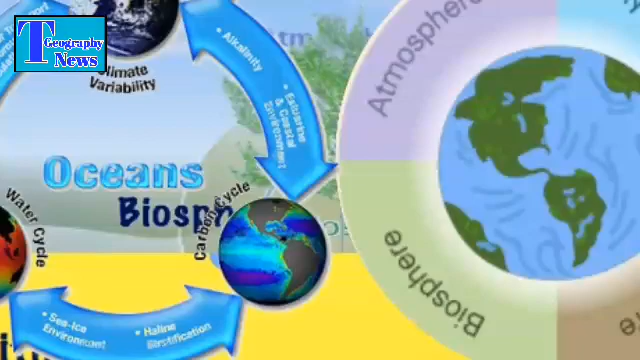 T Geography
News
Climate
Variability
• Alkalinity
• Estuarine
& Coastal
Environment
Atmosphere
Oceans
Water Cycle
Carbon Cycle
Biosphere
• Sea-Ice
Environment
• Haline
Stratification